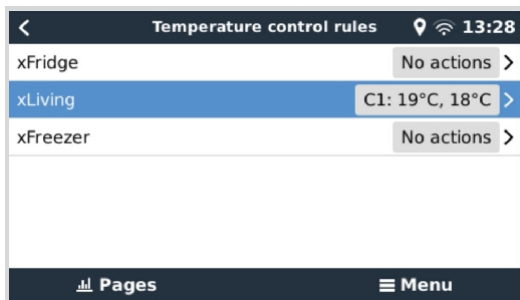 Temperature control rules 13:28
xFridge No actions
xLiving C1: 19°C, 18°C
xFreezer No actions
Pages Menu